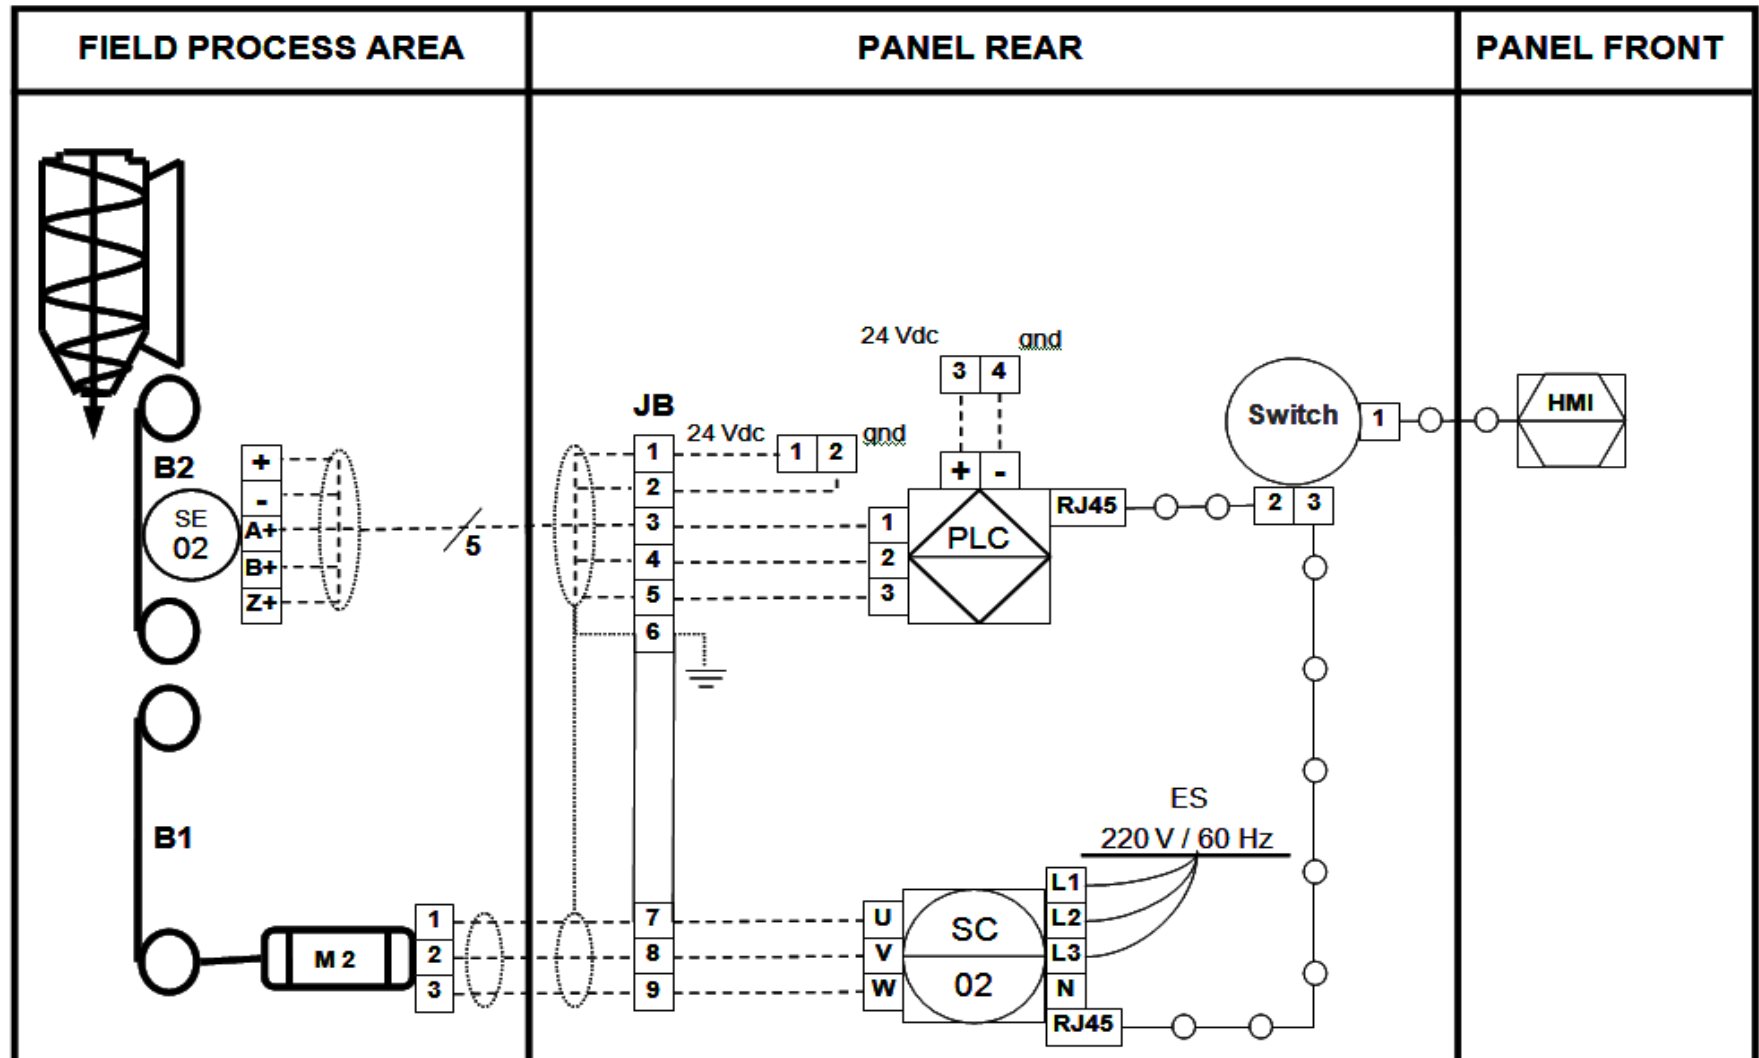 FIELD PROCESS AREA
PANEL REAR
PANEL FRONT
24 Vdc
gnd
3 4
JB
24 Vdc
gnd
1 2
+ -
B2
+
-
A+
B+
Z+
SE
02
5
1
2
3
4
5
6
1
2
3
PLC
RJ45
Switch
1
2 3
HMI
B1
ES
220 V / 60 Hz
M 2
1
2
3
7
8
9
U
V
W
SC
02
L1
L2
L3
N
RJ45